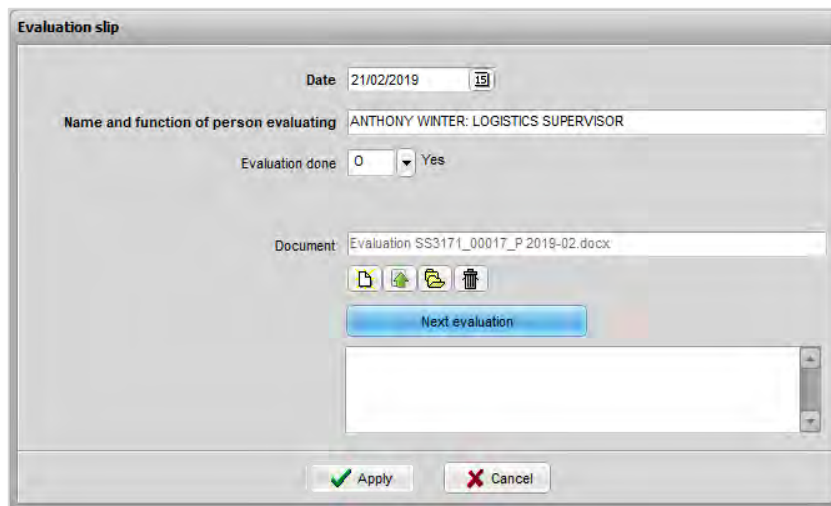 Evaluation slip
Date 21/02/2019 15
Name and function of person evaluating ANTHONY WINTER: LOGISTICS SUPERVISOR
Evaluation done O Yes
Document Evaluation SS3171_00017_P 2019-02.docx
Next evaluation
Apply Cancel